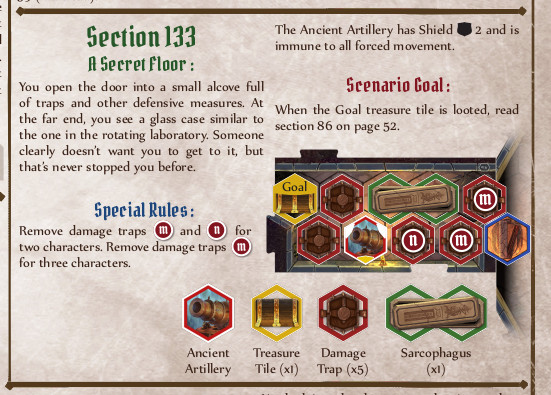 Section 133
A Secret Floor:
You open the door into a small alcove full
of traps and other defensive measures. At
the far end, you see a glass case similar to
the one in the rotating laboratory. Someone
clearly doesn't want you to get to it, but
that's never stopped you before.
Special Rules:
Remove damage traps m and n for
two characters. Remove damage traps m
for three characters.
The Ancient Artillery has Shield 2 and is
immune to all forced movement.
Scenario Goal:
When the Goal treasure tile is looted, read
section 86 on page 52.
Goal
m
n
m
Ancient
Artillery
Treasure
Tile (x1)
Damage
Trap (x5)
Sarcophagus
(x1)